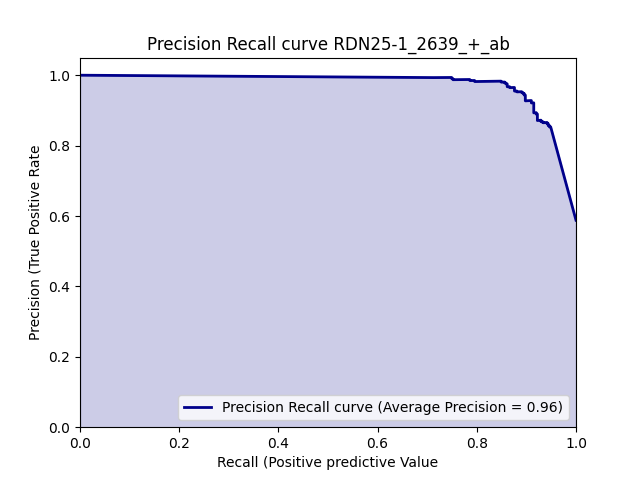 Precision Recall curve RDN25-1_2639_+_ab
Precision (True Positive Rate
1.0
0.8
0.6
0.4
0.2
0.0
Precision Recall curve (Average Precision = 0.96)
0.0 0.2 0.4 0.6 0.8 1.0
Recall (Positive predictive Value